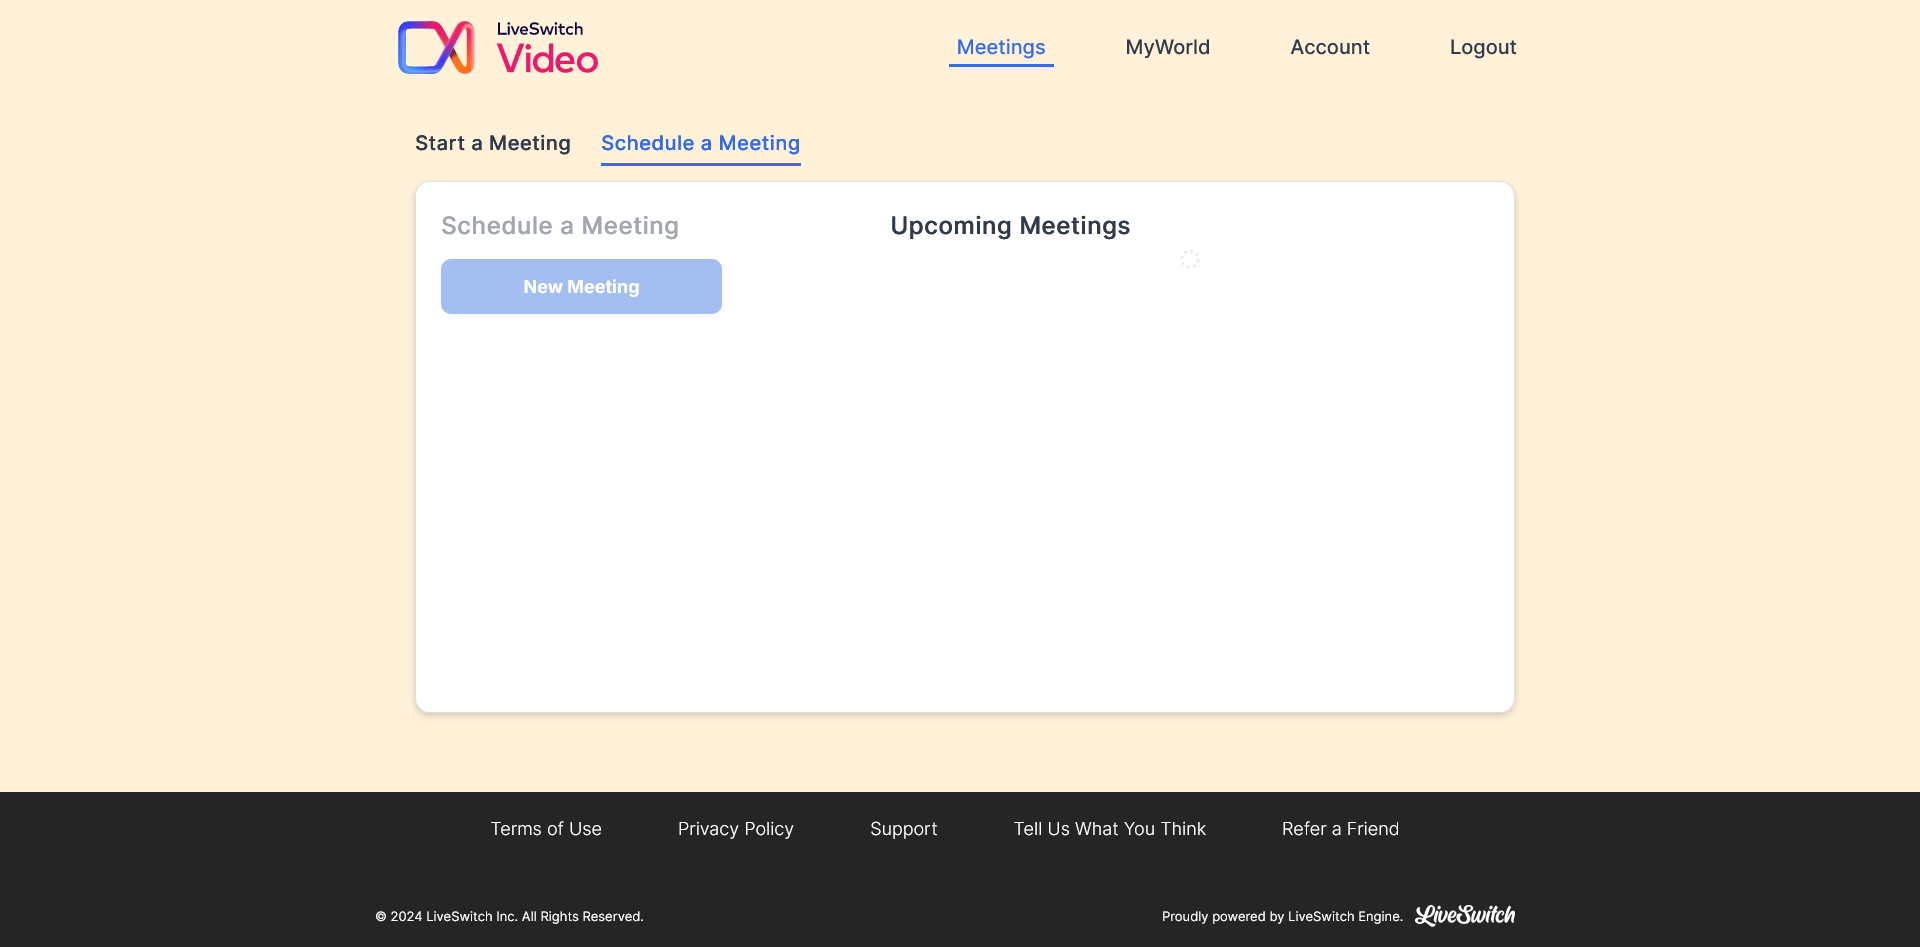 LiveSwitch
Video
Meetings
MyWorld
Account
Logout
Start a Meeting
Schedule a Meeting
Schedule a Meeting
New Meeting
Upcoming Meetings
Terms of Use
Privacy Policy
Support
Tell Us What You Think
Refer a Friend
© 2024 LiveSwitch Inc. All Rights Reserved.
Proudly powered by LiveSwitch Engine.
LiveSwitch